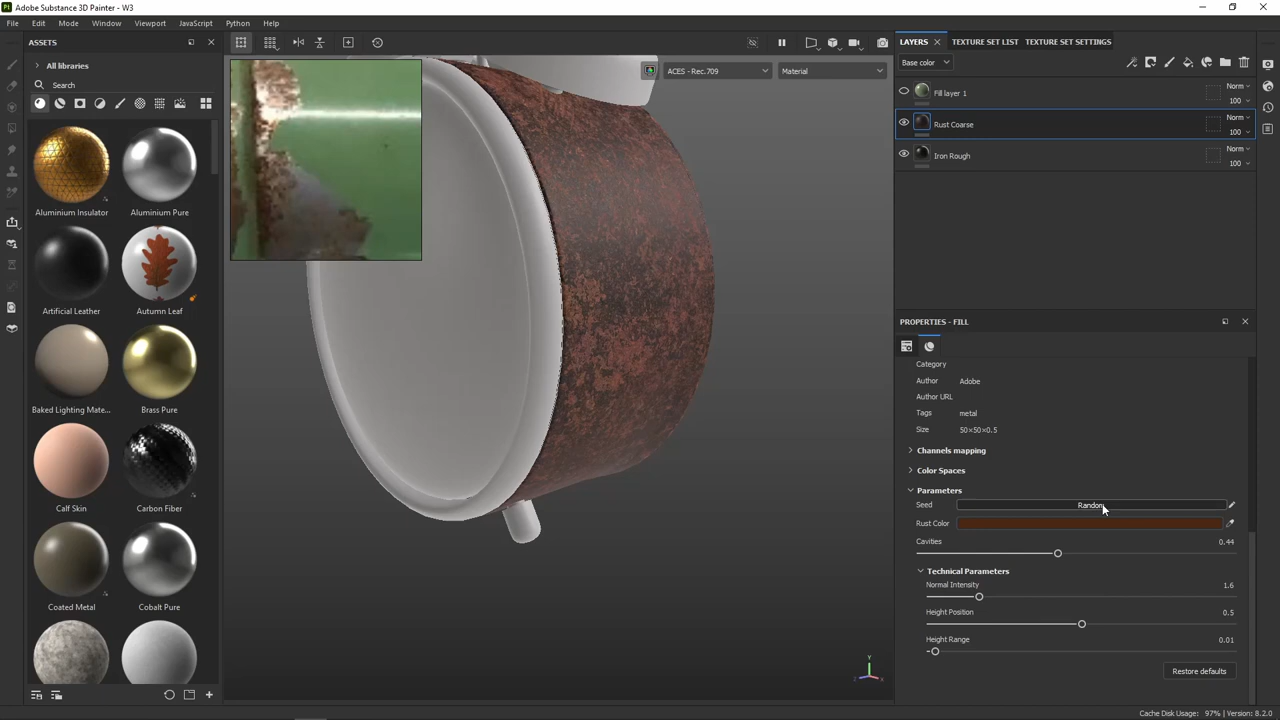 Adobe Substance 3D Painter - W3
File Edit Mode Window Viewport JavaScript Python Help
ASSETS
All libraries
Search
Aluminium Insulator
Aluminium Pure
Artificial Leather
Autumn Leaf
Baked Lighting Mate...
Brass Pure
Calf Skin
Carbon Fiber
Coated Metal
Cobalt Pure
ACES - Rec.709
Material
Y
LAYERS
TEXTURE SET LIST
TEXTURE SET SETTINGS
Base color
Fill layer 1
Norm
100
Rust Coarse
Norm
100
Iron Rough
Norm
100
PROPERTIES - FILL
Category
Author Adobe
Author URL
Tags metal
Size 50×50×0.5
Channels mapping
Color Spaces
Parameters
Seed Random
Rust Color
Cavities 0.44
Technical Parameters
Normal Intensity 1.6
Height Position 0.5
Height Range 0.01
Restore defaults
Cache Disk Usage: 97% | Version: 8.2.0